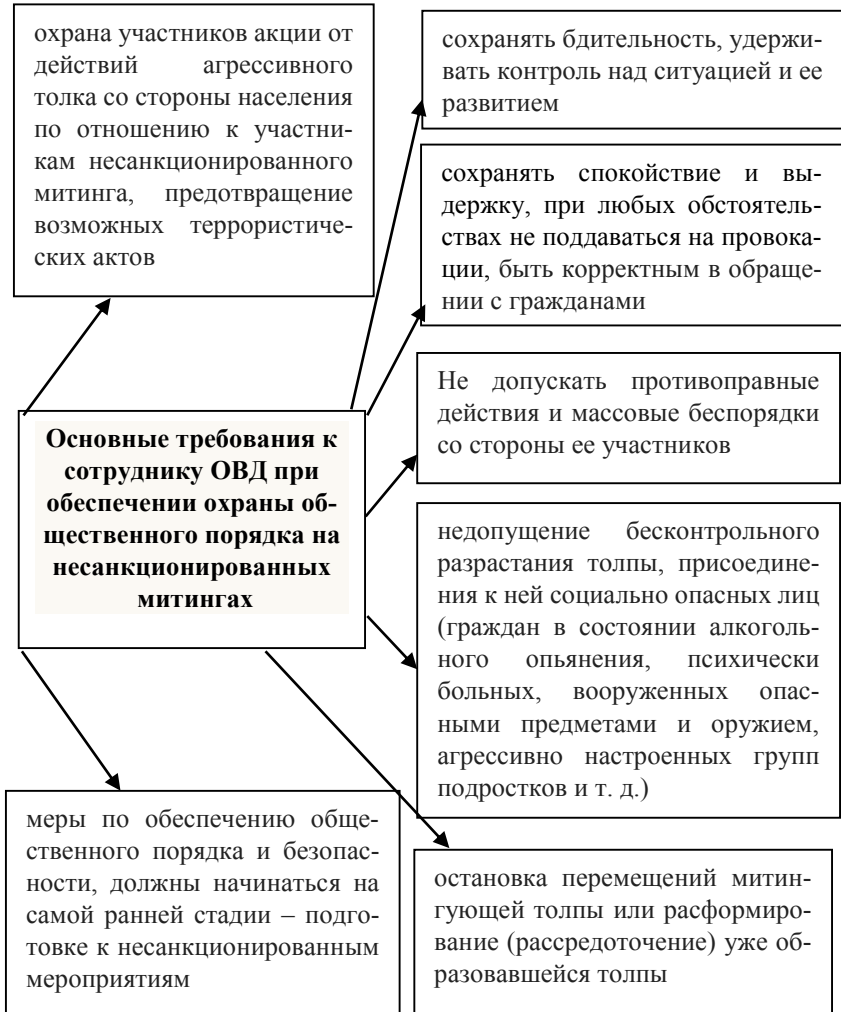 охрана участников акции от
действий агрессивного
толка со стороны населения
по отношению к участни-
кам несанкционированного
митинга, предотвращение
возможных террористиче-
ских актов
сохранять бдительность, удержи-
вать контроль над ситуацией и ее
развитием
сохранять спокойствие и вы-
держку, при любых обстоятель-
ствах не поддаваться на провока-
ции, быть корректным в обраще-
нии с гражданами
Не допускать противоправные
действия и массовые беспорядки
со стороны ее участников
Основные требования к
сотруднику ОВД при
обеспечении охраны об-
щественного порядка на
несанкционированных
митингах
недопущение бесконтрольного
разрастания толпы, присоедине-
ния к ней социально опасных лиц
(граждан в состоянии алкоголь-
ного опьянения, психически
больных, вооруженных опас-
ными предметами и оружием,
агрессивно настроенных групп
подростков и т. д.)
меры по обеспечению обще-
ственного порядка и безопас-
ности, должны начинаться на
самой ранней стадии – подго-
товке к несанкционированным
мероприятиям
остановка перемещений митин-
гующей толпы или расформиро-
вание (рассредоточение) уже об-
разовавшейся толпы